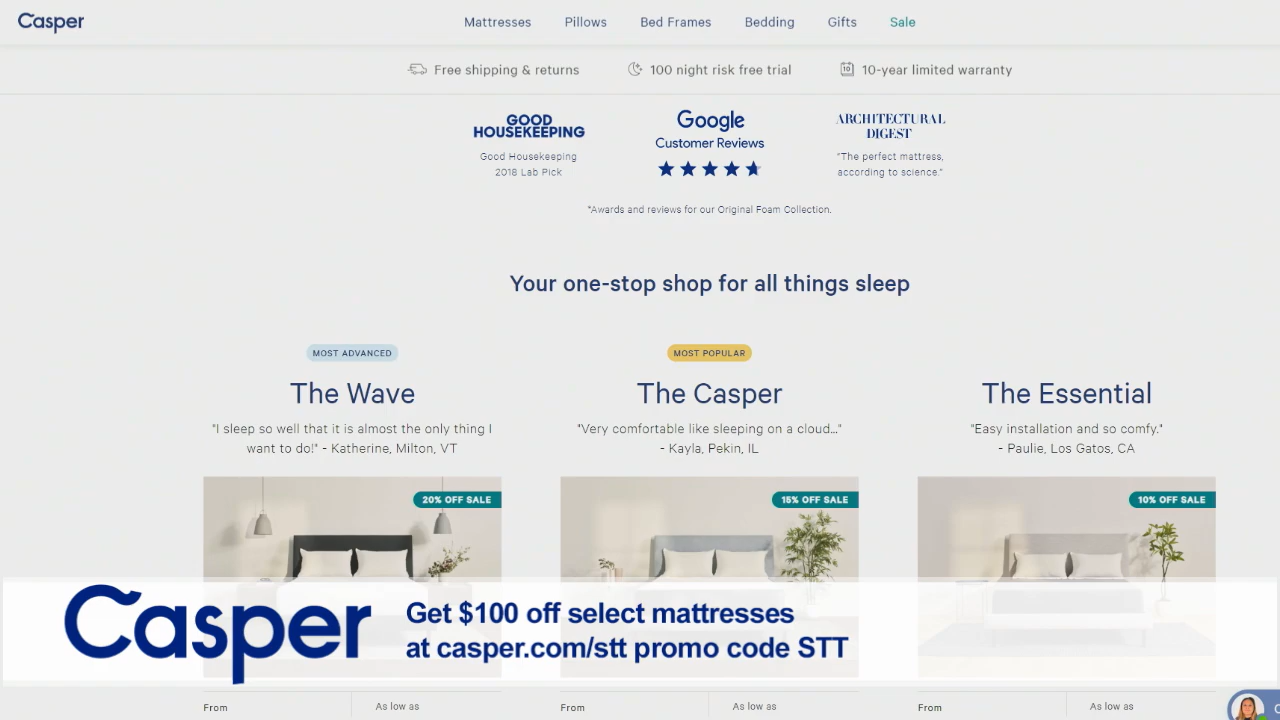 Casper
Mattresses Pillows Bed Frames Bedding Gifts Sale
Free shipping & returns 100 night risk free trial 10 10-year limited warranty
GOOD
HOUSEKEEPING
Good Housekeeping
2018 Lab Pick
Google
Customer Reviews
ARCHITECTURAL
DIGEST
"The perfect mattress,
according to science."
*Awards and reviews for our Original Foam Collection.
Your one-stop shop for all things sleep
MOST ADVANCED
The Wave
"I sleep so well that it is almost the only thing I
want to do!" - Katherine, Milton, VT
20% OFF SALE
MOST POPULAR
The Casper
"Very comfortable like sleeping on a cloud..."
- Kayla, Pekin, IL
15% OFF SALE
The Essential
"Easy installation and so comfy."
- Paulie, Los Gatos, CA
10% OFF SALE
Casper
Get $100 off select mattresses
at casper.com/stt promo code STT
From As low as
From As low as
From As low as